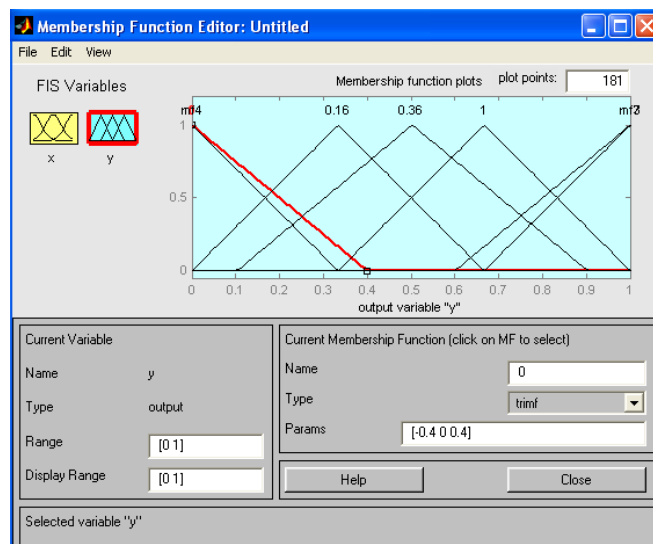 Membership Function Editor: Untitled
File Edit View
FIS Variables
Membership function plots plot points: 181
0.16 0.36 1
1
0.5
0
0 0.1 0.2 0.3 0.4 0.5 0.6 0.7 0.8 0.9 1
output variable "y"
x y
Current Variable
Name y
Type output
Range [0 1]
Display Range [0 1]
Current Membership Function (click on MF to select)
Name 0
Type trimf
Params [-0.4 0 0.4]
Help Close
Selected variable "y"